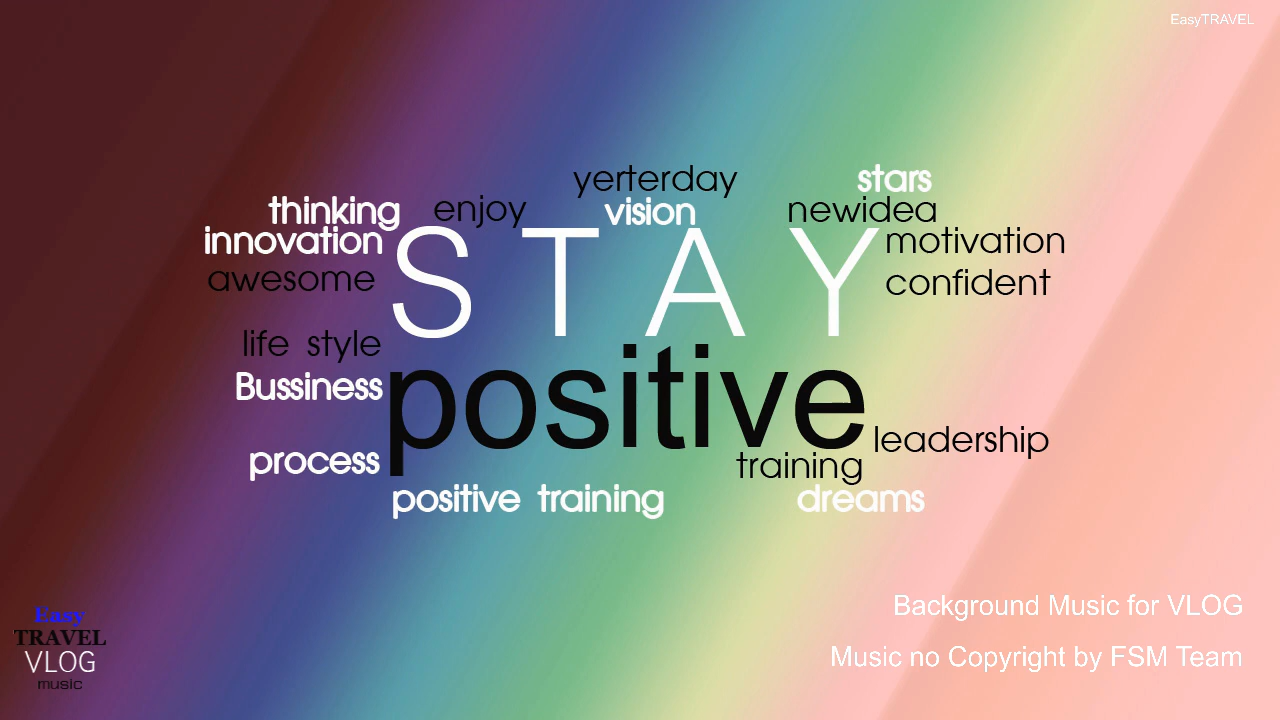 EasyTRAVEL
yerterday
stars
thinking
enjoy
vision
newidea
innovation
motivation
awesome
STAY
confident
life style
Bussiness
positive
leadership
process
training
positive training
dreams
Background Music for VLOG
Music no Copyright by FSM Team
Easy
TRAVEL
VLOG
music